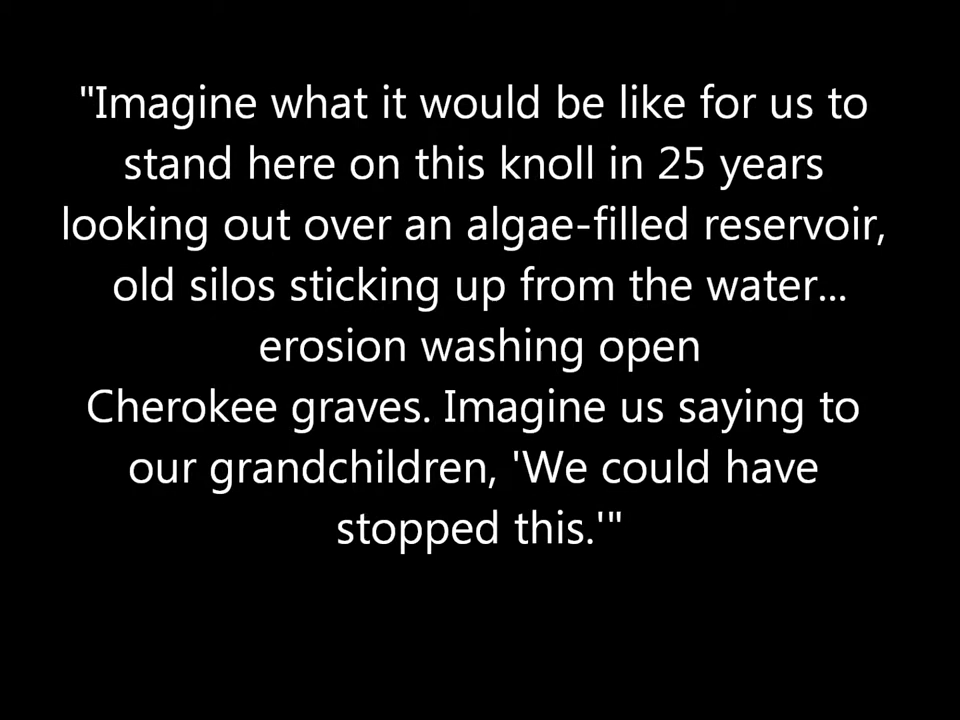 "Imagine what it would be like for us to
stand here on this knoll in 25 years
looking out over an algae-filled reservoir,
old silos sticking up from the water...
erosion washing open
Cherokee graves. Imagine us saying to
our grandchildren, 'We could have
stopped this.'"